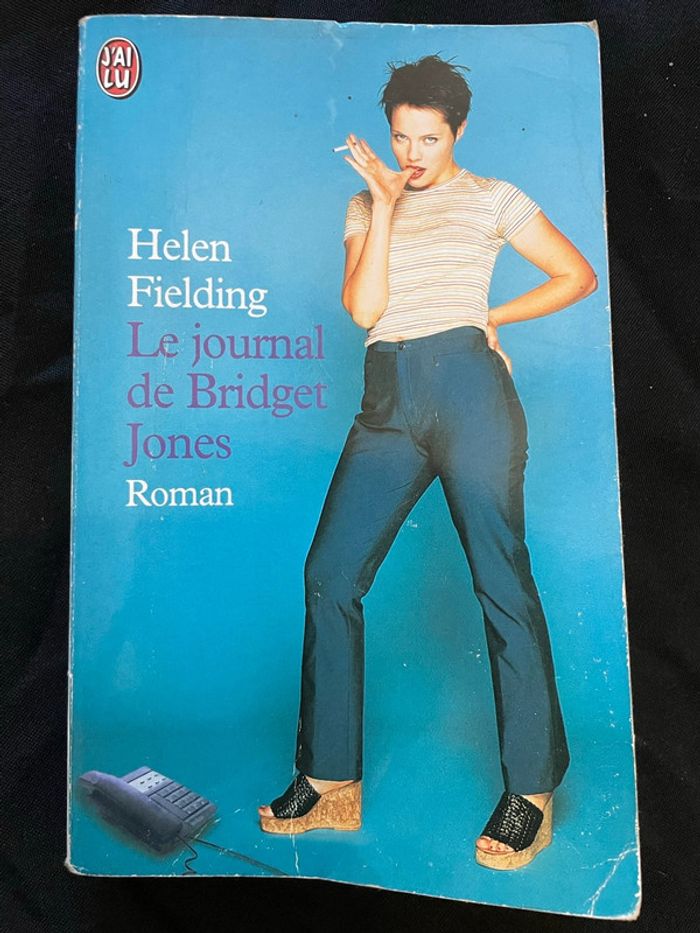 J'AI
LU
Helen
Fielding
Le journal
de Bridget
Jones
Roman